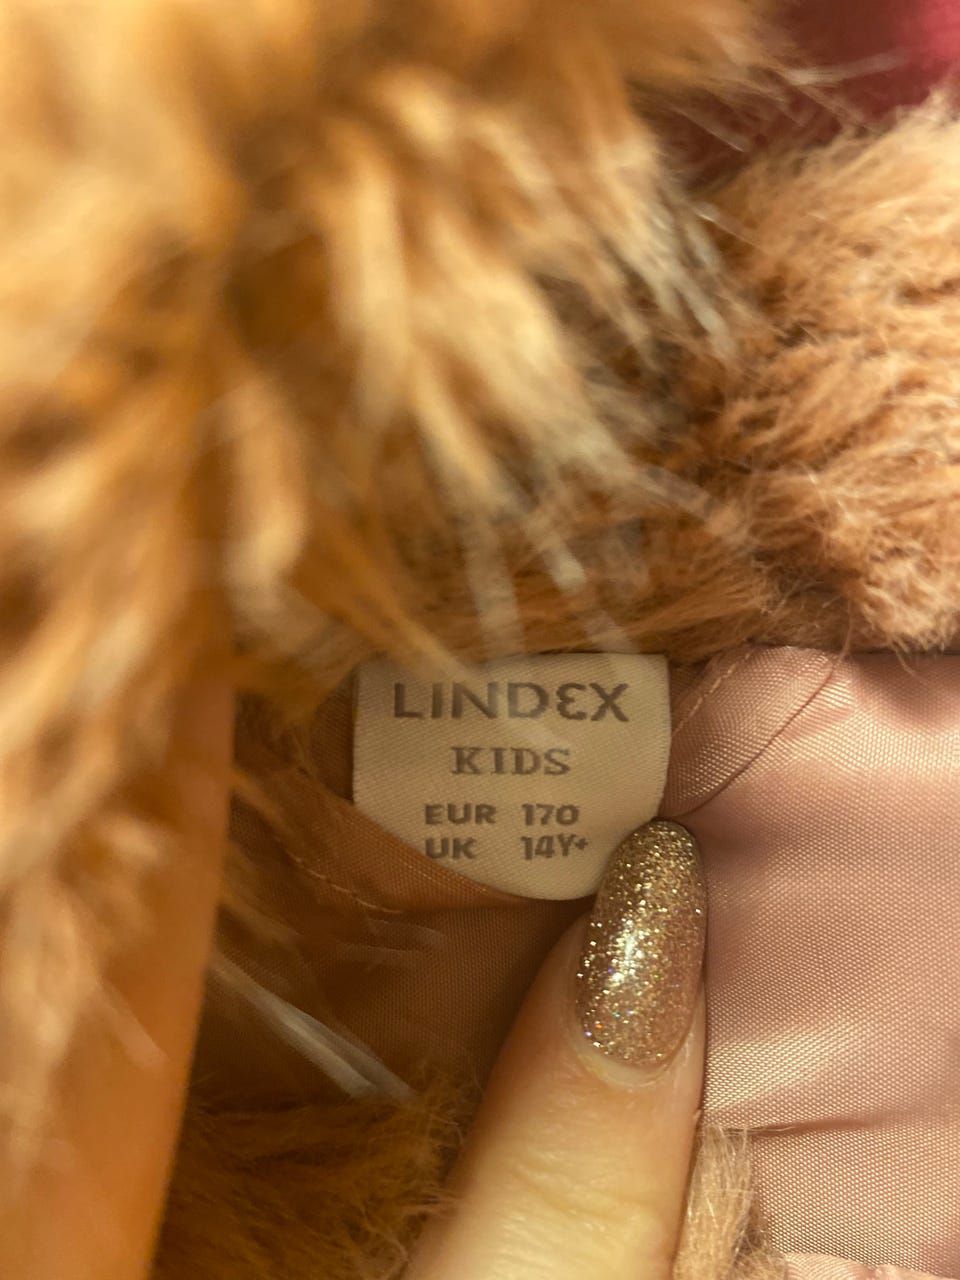 LINDEX
KIDS
EUR 170
UK 14Y+